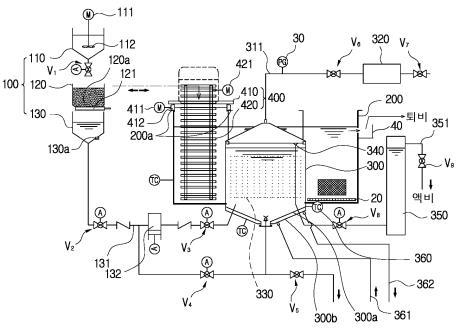 M 111
112
V₁
A
110
100
120a
120
121
130
130a
M 421
411 M
412
200a
410
400
420
311
30
PG
V₆
320
V₇
200
퇴비
40
340
300
351
V₉
액비
350
TC
20
TC
A
V₈
A
V₂
131
132
A
A
V₃
TC
330
360
362
A
V₄
V₅
300b
300a
361